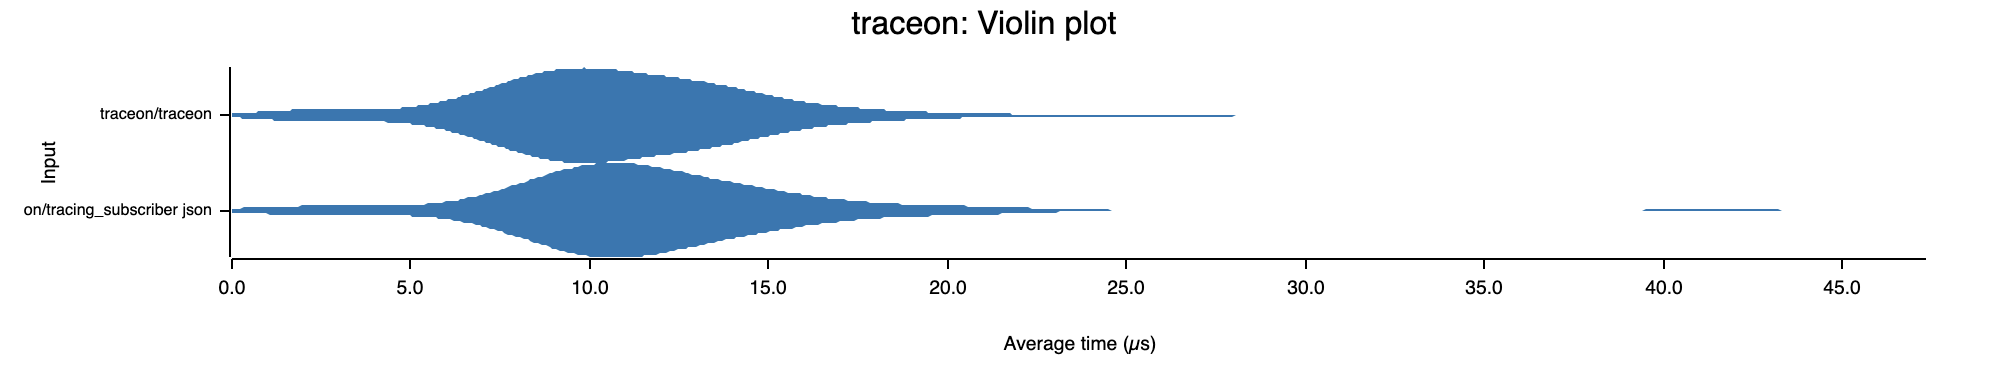 traceon: Violin plot
Input
traceon/traceon
on/tracing_subscriber json
0.0 5.0 10.0 15.0 20.0 25.0 30.0 35.0 40.0 45.0
Average time (µs)